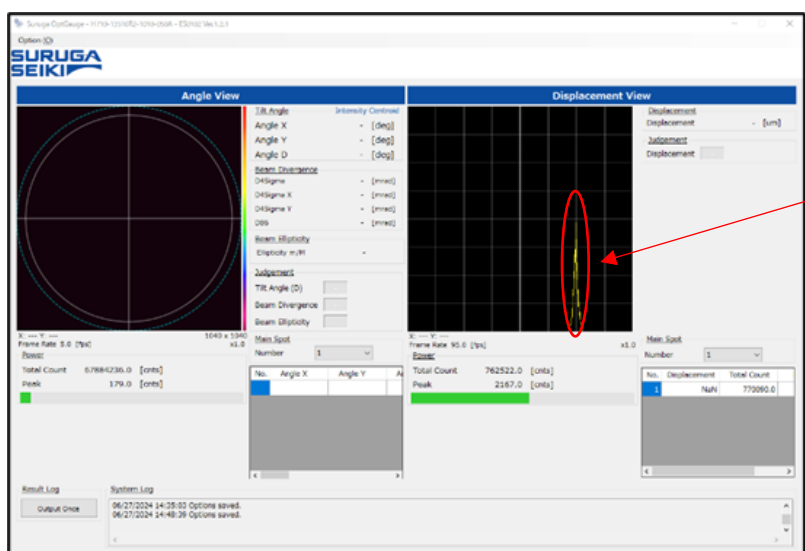 Suruga OptGauge - H710-
Option (O)
SURUGA
SEIKI
Angle View
Tilt Angle Intensity Centroid
Angle X - [deg]
Angle Y - [deg]
Angle D - [deg]
Beam Divergence
D4Sigma - [mrad]
D4Sigma X - [mrad]
D4Sigma Y - [mrad]
D86 - [mrad]
Beam Ellipticity
Ellipticity m/M -
Judgement
Tilt Angle (D)
Beam Divergence
Beam Ellipticity
X: --- Y: --- 1040 x 1040
Frame Rate 5.0 [fps] x1.0
Power
Total Count 67884236.0 [cnts]
Peak 179.0 [cnts]
Main Spot
Number 1
No. Angle X Angle Y
Displacement View
Displacement
Displacement - [um]
Judgement
Displacement
X: --- Y: ---
Frame Rate 95.0 [fps] x1.0
Power
Total Count 762522.0 [cnts]
Peak 2167.0 [cnts]
Main Spot
Number 1
No. Displacement Total Count
1 NaN 770090.0
Result Log
Output Once
System Log
06/27/2024 14:35:03 Options saved.
06/27/2024 14:48:39 Options saved.